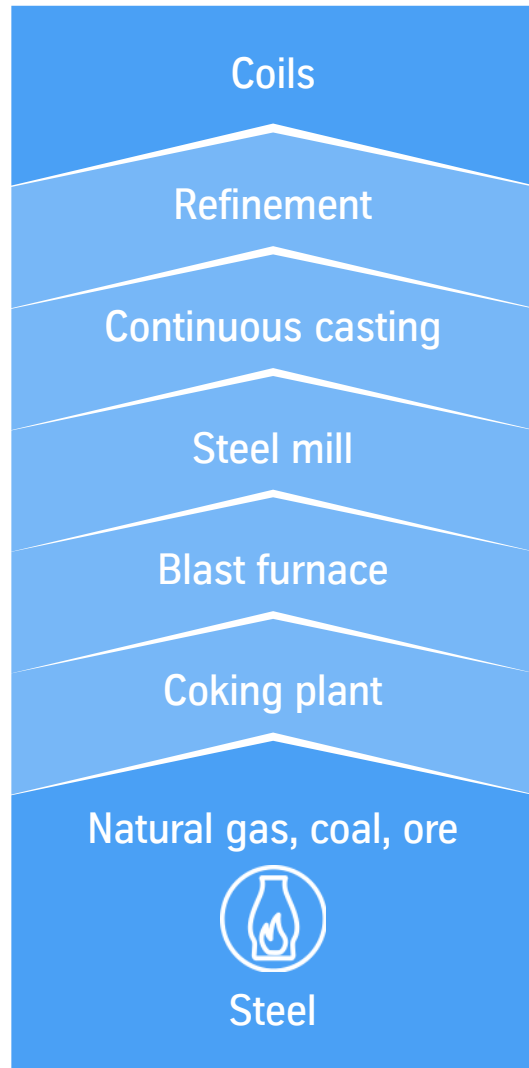 Coils
Refinement
Continuous casting
Steel mill
Blast furnace
Coking plant
Natural gas, coal, ore
Steel